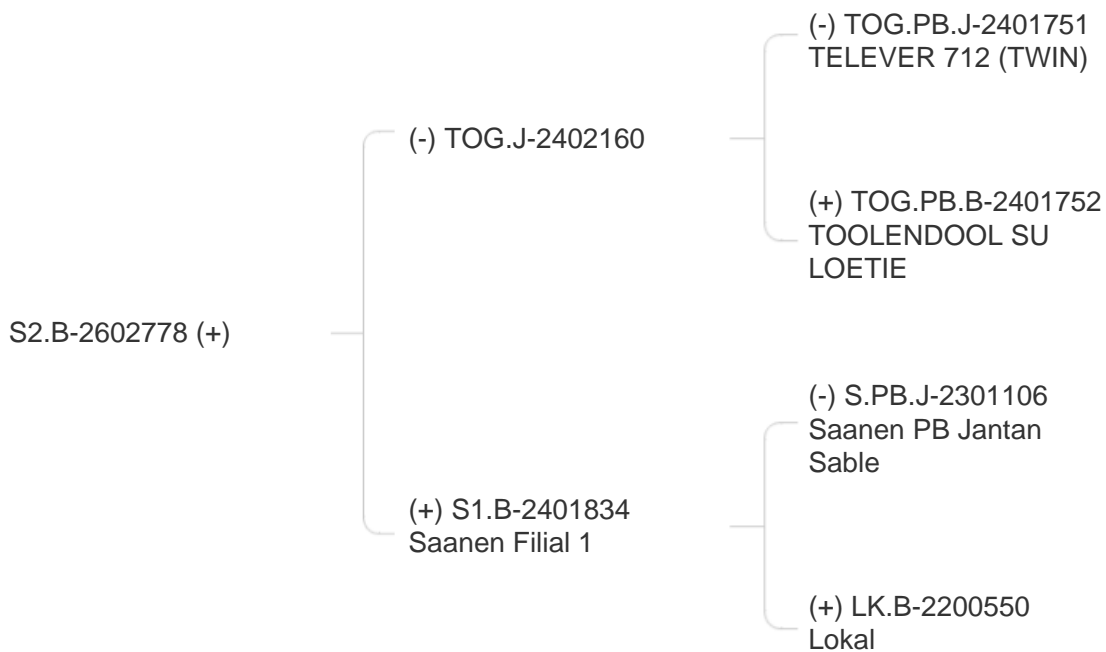 (-) TOG.PB.J-2401751
TELEVER 712 (TWIN)
(-) TOG.J-2402160
(+) TOG.PB.B-2401752
TOOLENDOOL SU
LOETIE
S2.B-2602778 (+)
(-) S.PB.J-2301106
Saanen PB Jantan
Sable
(+) S1.B-2401834
Saanen Filial 1
(+) LK.B-2200550
Lokal